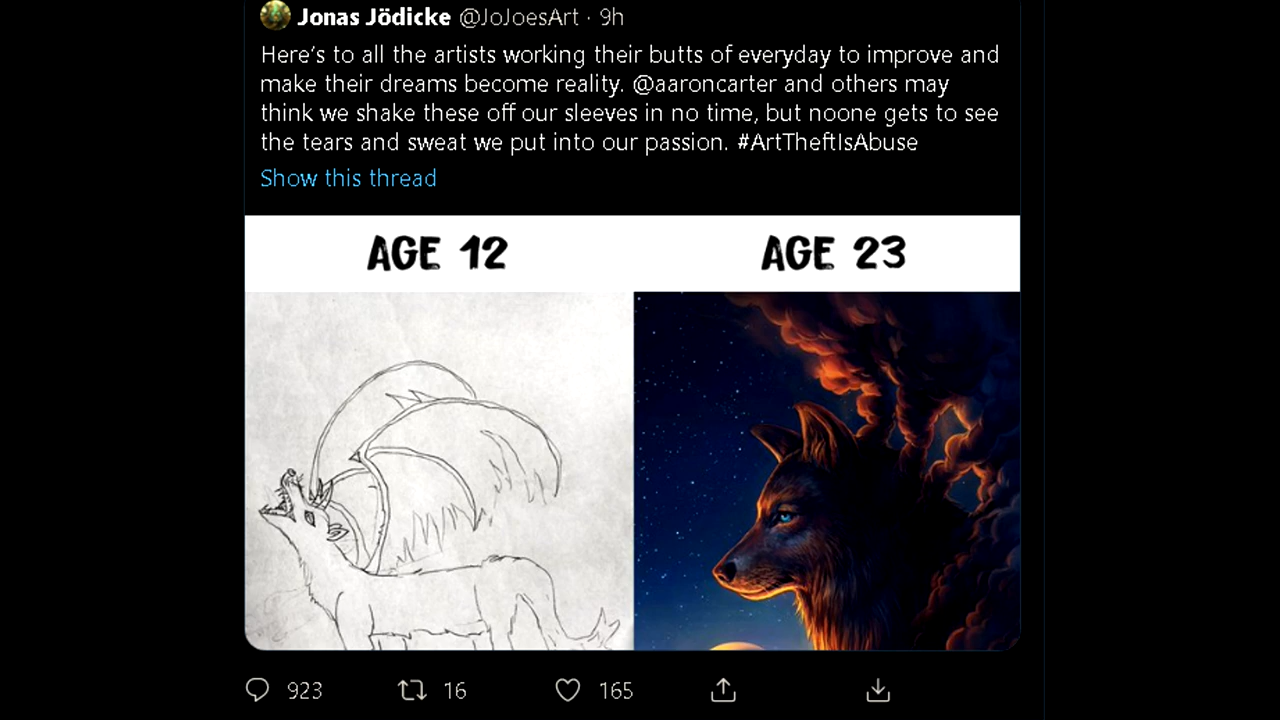 Jonas Jödicke @JoJoesArt · 9h
Here's to all the artists working their butts of everyday to improve and
make their dreams become reality. @aaroncarter and others may
think we shake these off our sleeves in no time, but noone gets to see
the tears and sweat we put into our passion. #ArtTheftIsAbuse
Show this thread
AGE 12 AGE 23
923 16 165